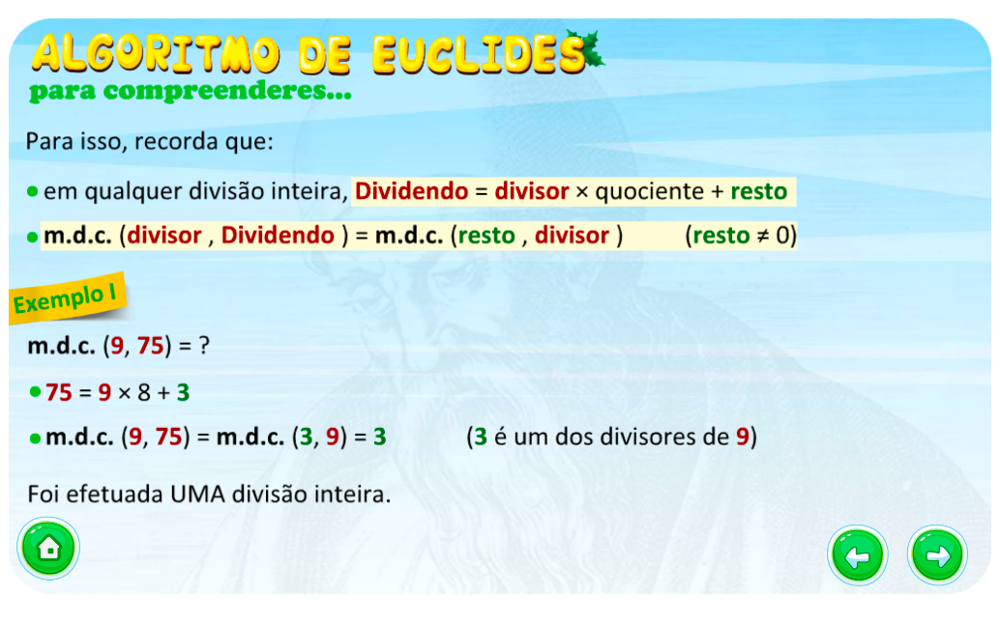 ALGORITMO DE EUCLIDES
para compreenderes...
Para isso, recorda que:
• em qualquer divisão inteira, Dividendo = divisor × quociente + resto
• m.d.c. (divisor , Dividendo ) = m.d.c. (resto , divisor ) (resto ≠ 0)
Exemplo I
m.d.c. (9, 75) = ?
• 75 = 9 × 8 + 3
• m.d.c. (9, 75) = m.d.c. (3, 9) = 3 (3 é um dos divisores de 9)
Foi efetuada UMA divisão inteira.